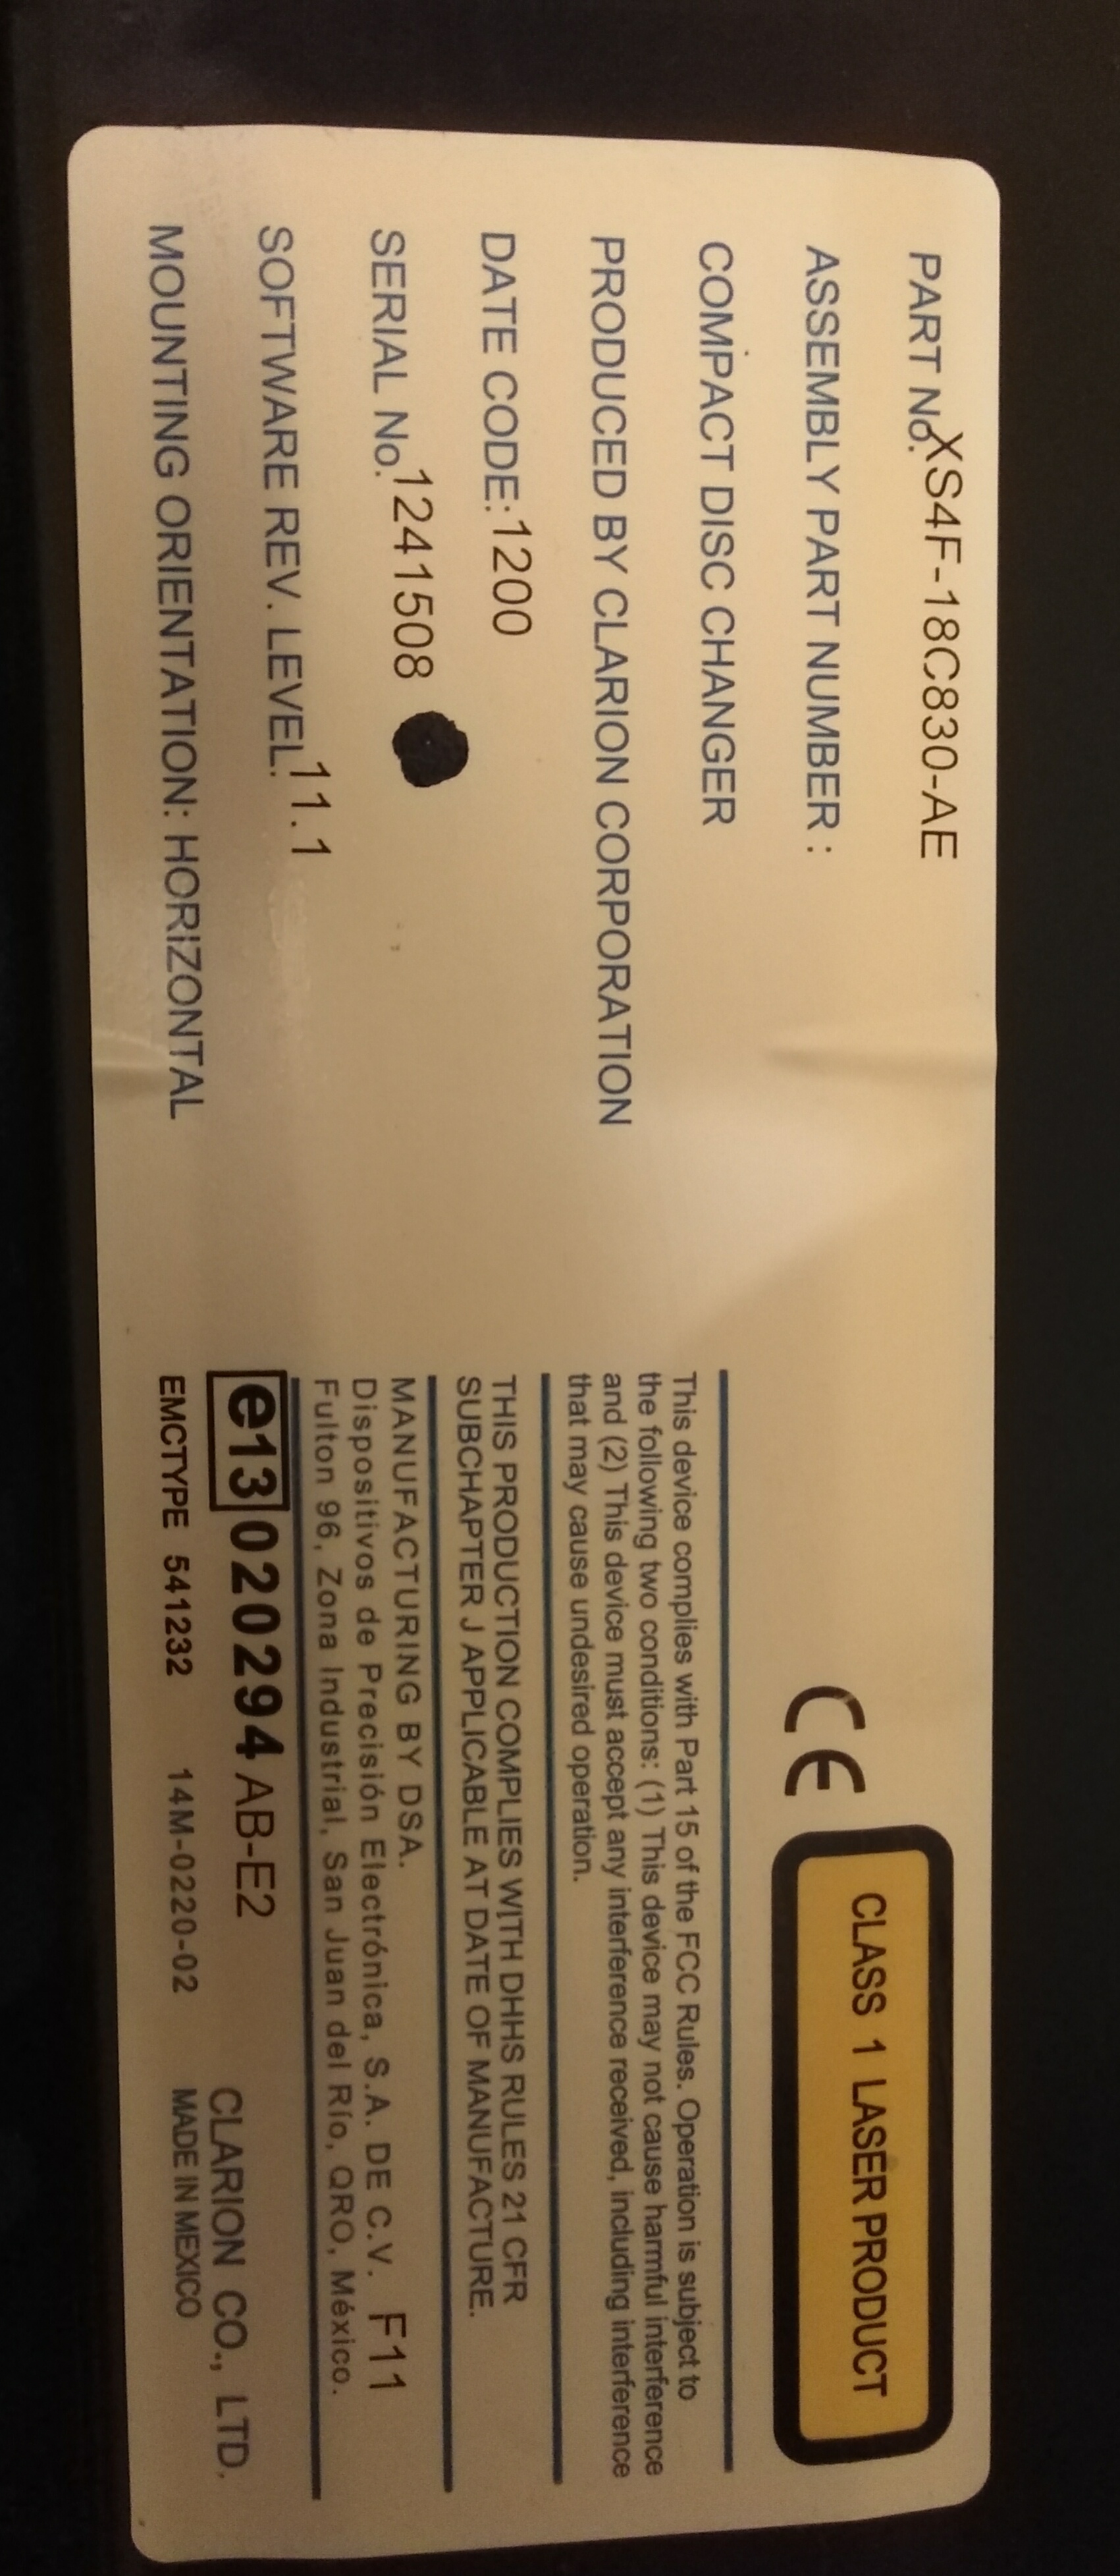 PART No. XS4F-18C830-AE
ASSEMBLY PART NUMBER :
COMPACT DISC CHANGER
PRODUCED BY CLARION CORPORATION
DATE CODE: 1200
SERIAL No. 1241508
SOFTWARE REV. LEVEL: 11.1
MOUNTING ORIENTATION: HORIZONTAL
CE
CLASS 1 LASER PRODUCT
This device complies with Part 15 of the FCC Rules. Operation is subject to
the following two conditions: (1) This device may not cause harmful interference
and (2) This device must accept any interference received, including interference
that may cause undesired operation.
THIS PRODUCTION COMPLIES WITH DHHS RULES 21 CFR
SUBCHAPTER J APPLICABLE AT DATE OF MANUFACTURE.
MANUFACTURING BY DSA.
Dispositivos de Precisión Electrónica, S.A. DE C.V. F11
Fulton 96, Zona Industrial, San Juan del Río, QRO, México.
e13 020294 AB-E2 CLARION CO., LTD.
EMCTYPE 541232 14M-0220-02 MADE IN MEXICO